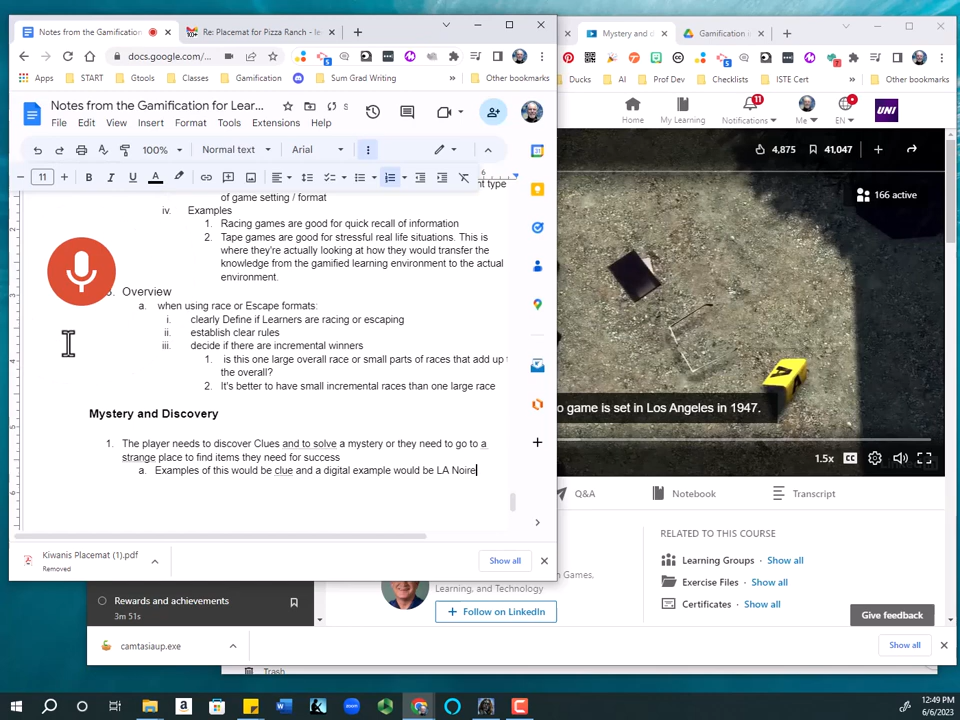 Notes from the Gamification
Re: Placemat for Pizza Ranch - le
docs.google.com/...
Apps
START
Gtools
Classes
Gamification
Sum Grad Writing
»
Other bookmarks
Notes from the Gamification for Lear...
File Edit View Insert Format Tools Extensions Help
100%
Normal text
Arial
11
B I U A
of game setting / format
iv. Examples
1. Racing games are good for quick recall of information
2. Tape games are good for stressful real life situations. This is
where they're actually looking at how they would transfer the
knowledge from the gamified learning environment to the actual
environment.
Overview
a. when using race or Escape formats:
i. clearly Define if Learners are racing or escaping
ii. establish clear rules
iii. decide if there are incremental winners
1. is this one large overall race or small parts of races that add up
the overall?
2. It's better to have small incremental races than one large race
Mystery and Discovery
1. The player needs to discover Clues and to solve a mystery or they need to go to a
strange place to find items they need for success
a. Examples of this would be clue and a digital example would be LA Noire
Kiwanis Placemat (1).pdf
Removed
Show all
Mystery and d
Gamification
Ducks
AI
Prof Dev
Checklists
ISTE Cert
»
Other bookmarks
Home
My Learning
11
Notifications
Me
EN
UNI
4,875
41,047
166 active
A
o game is set in Los Angeles in 1947.
1.5x
CC
Q&A
Notebook
Transcript
RELATED TO THIS COURSE
Learning Groups · Show all
Exercise Files · Show all
Certificates · Show all
in Games,
Learning, and Technology
+ Follow on LinkedIn
Give feedback
Rewards and achievements
3m 51s
camtasiaup.exe
Show all
Trash
12:49 PM
6/6/2023